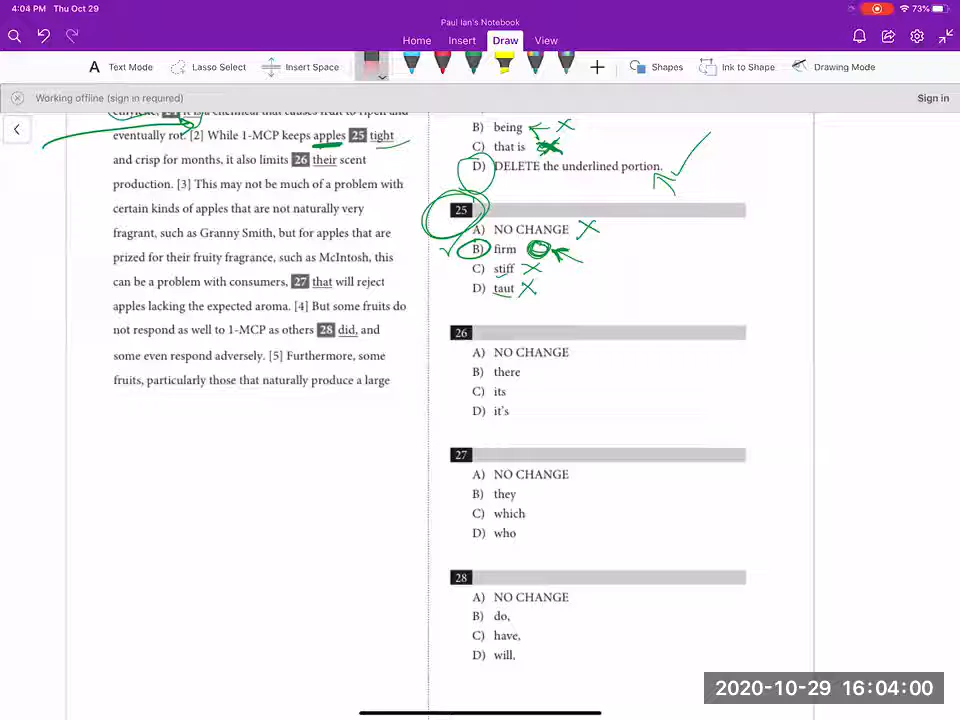 4:04 PM Thu Oct 29
73%
Paul Ian's Notebook
Home Insert Draw View
Text Mode Lasso Select Insert Space Shapes Ink to Shape Drawing Mode
Working offline (sign in required) Sign in
eventually rot. [2] While 1-MCP keeps apples 25 tight
and crisp for months, it also limits 26 their scent
production. [3] This may not be much of a problem with
certain kinds of apples that are not naturally very
fragrant, such as Granny Smith, but for apples that are
prized for their fruity fragrance, such as McIntosh, this
can be a problem with consumers, 27 that will reject
apples lacking the expected aroma. [4] But some fruits do
not respond as well to 1-MCP as others 28 did, and
some even respond adversely. [5] Furthermore, some
fruits, particularly those that naturally produce a large
B) being
C) that is
D) DELETE the underlined portion.
25
A) NO CHANGE
B) firm
C) stiff
D) taut
26
A) NO CHANGE
B) there
C) its
D) it's
27
A) NO CHANGE
B) they
C) which
D) who
28
A) NO CHANGE
B) do,
C) have,
D) will,
2020-10-29 16:04:00